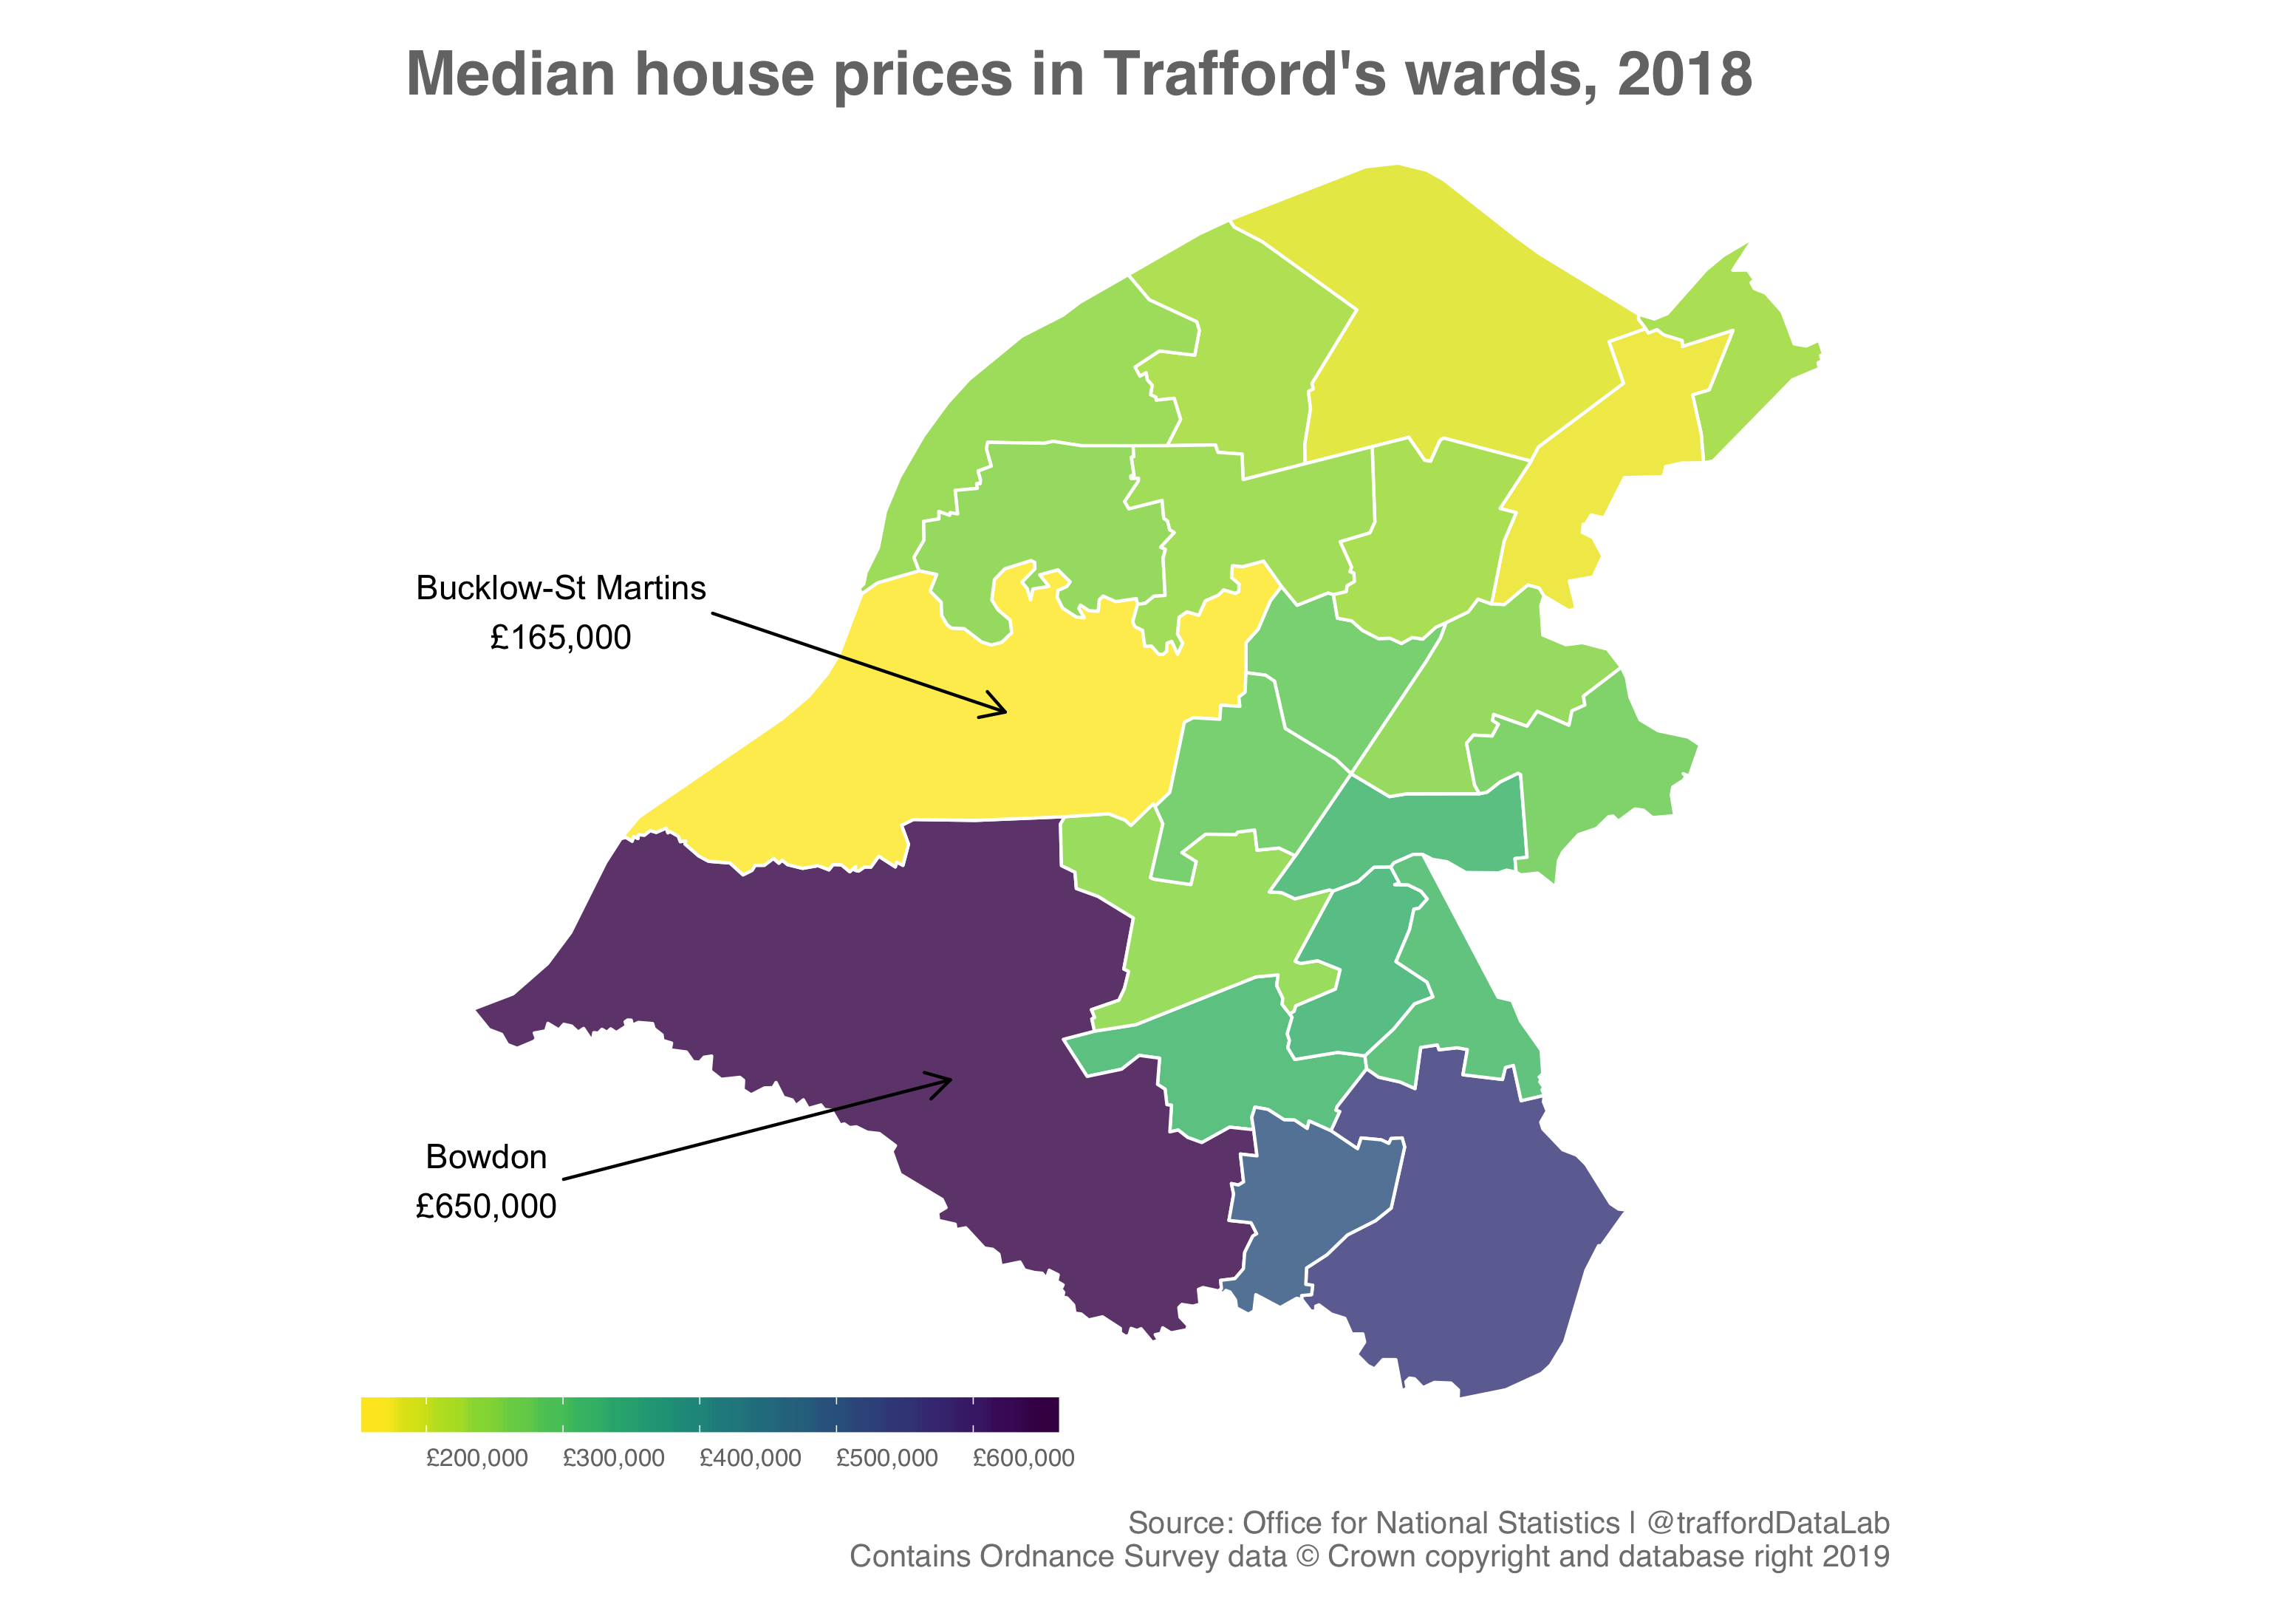 Median house prices in Trafford's wards, 2018
Bucklow-St Martins
£165,000
Bowdon
£650,000
£200,000 £300,000 £400,000 £500,000 £600,000
Source: Office for National Statistics | @traffordDataLab
Contains Ordnance Survey data © Crown copyright and database right 2019